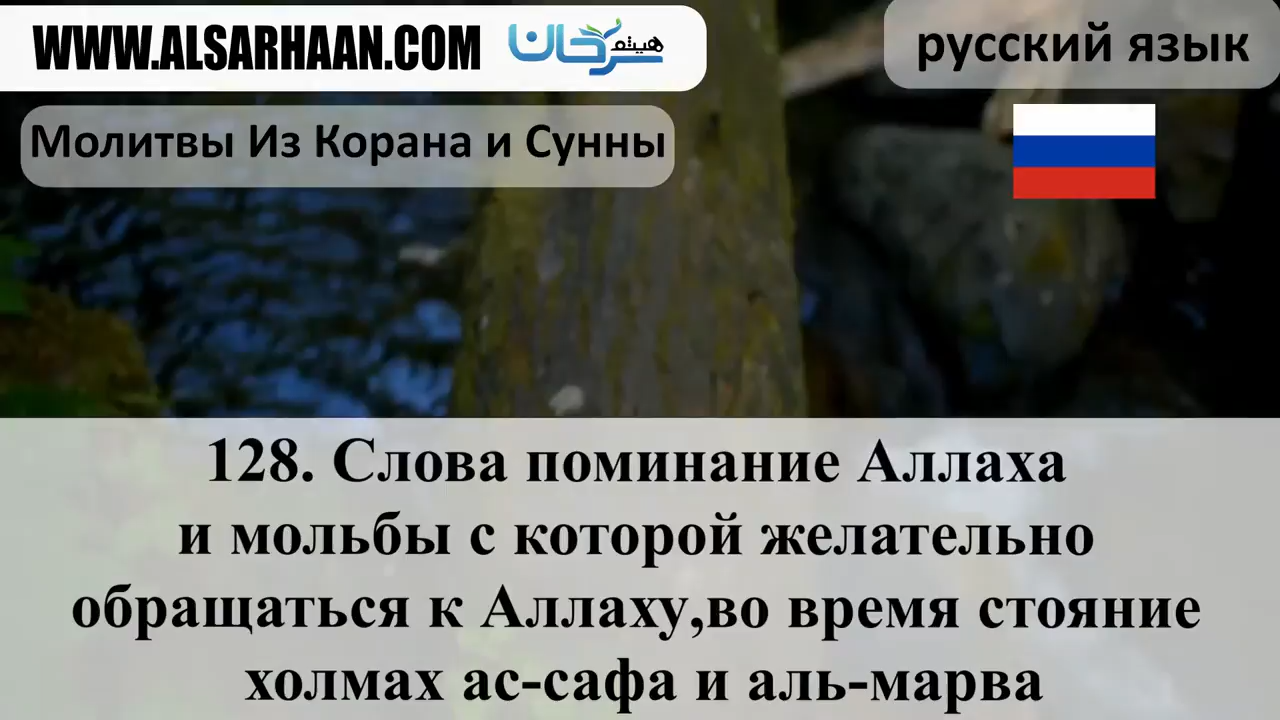 WWW.ALSARHAAN.COM
هيثم
سرحان
русский язык
Молитвы Из Корана и Сунны
128. Слова поминание Аллаха
и мольбы с которой желательно
обращаться к Аллаху,во время стояние
холмах ас-сафа и аль-марва